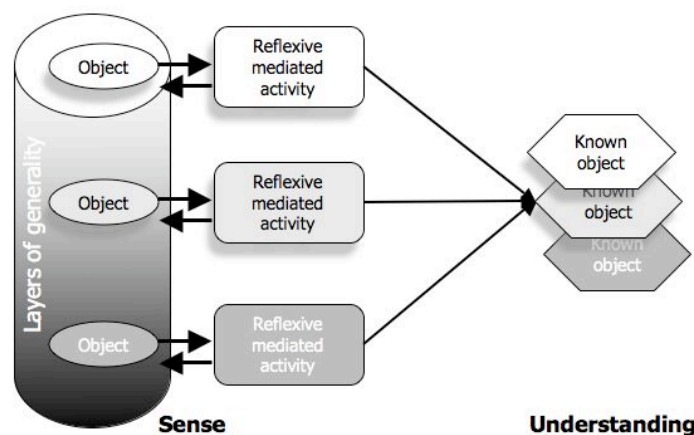 Object
Reflexive
mediated
activity
Known
object
Layers of generality
Object
Reflexive
mediated
activity
Known
object
Known
object
Object
Reflexive
mediated
activity
Sense
Understanding